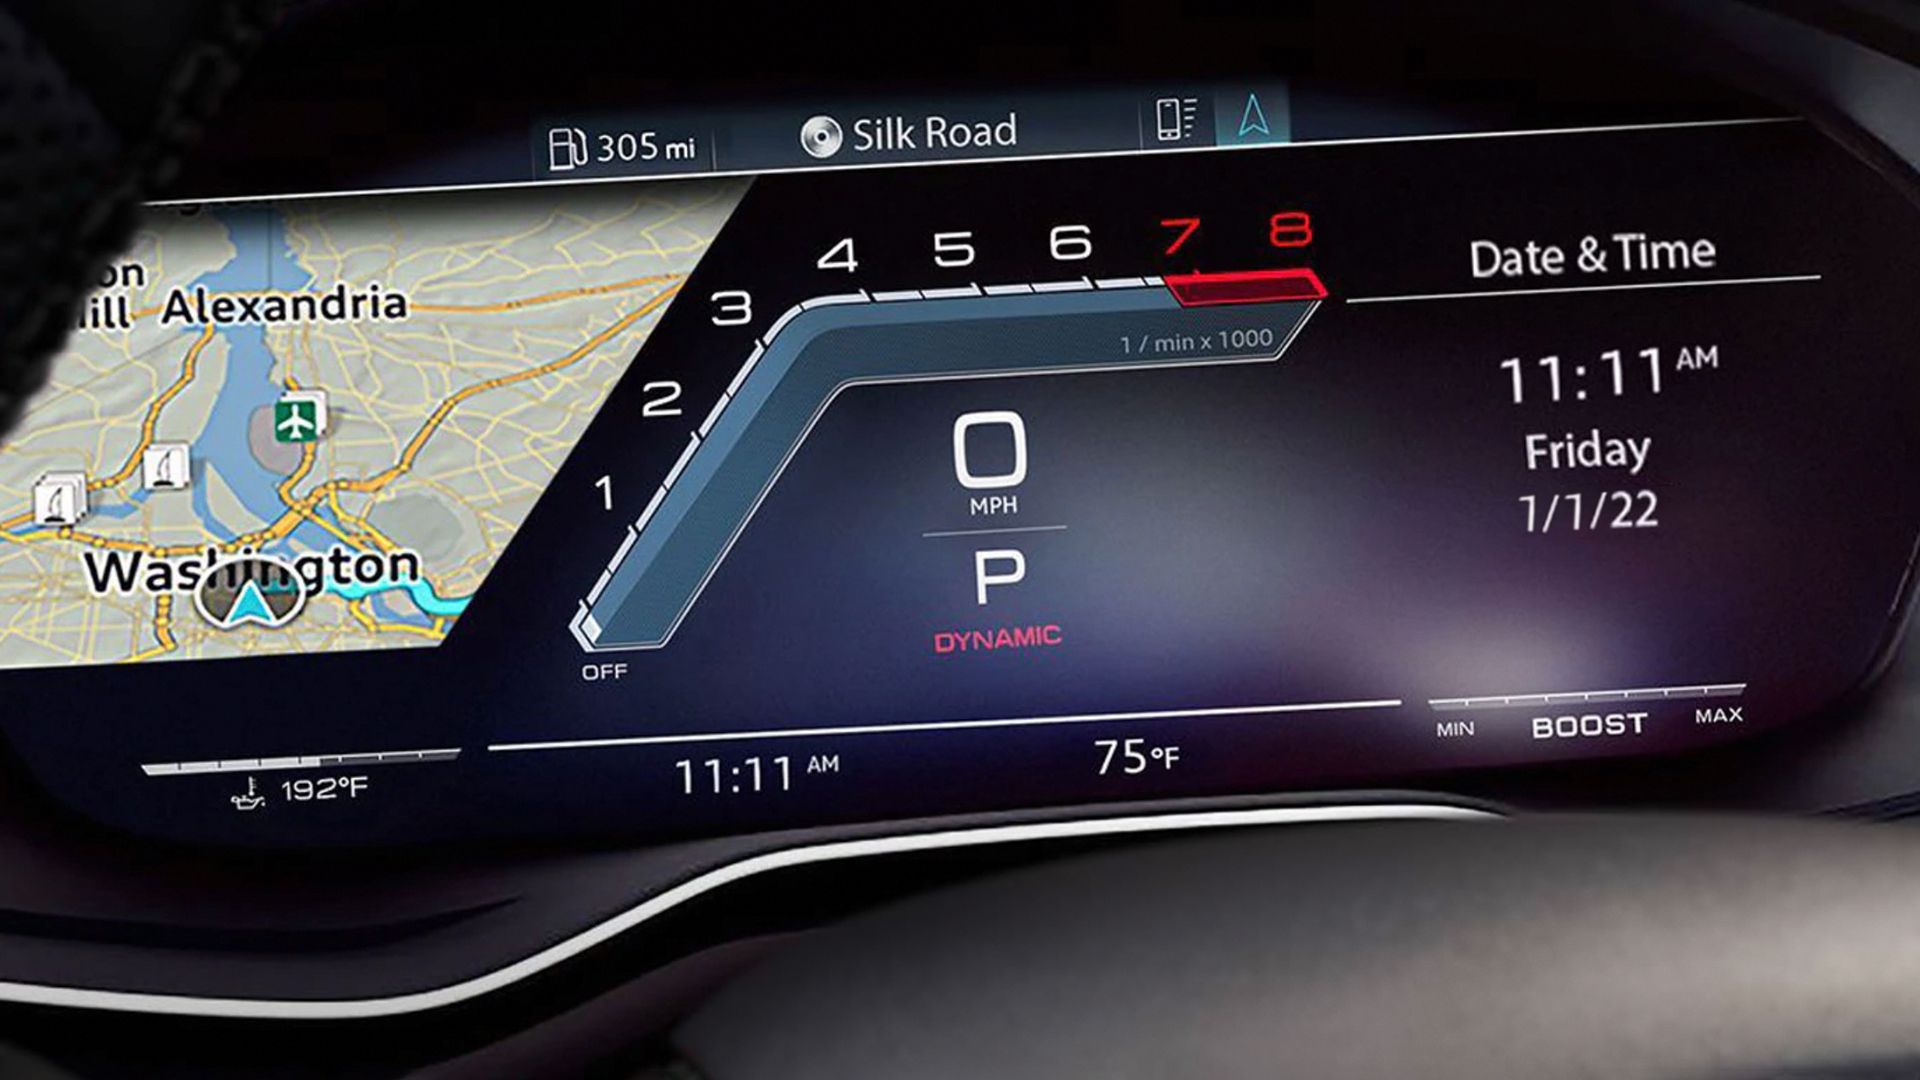 305 mi
Silk Road
on
ill Alexandria
Washington
1
2
3
4
5
6
7
8
1 / min x 1000
OFF
0
MPH
P
DYNAMIC
Date & Time
11:11 AM
Friday
1/1/22
192°F
11:11 AM
75°F
MIN BOOST MAX